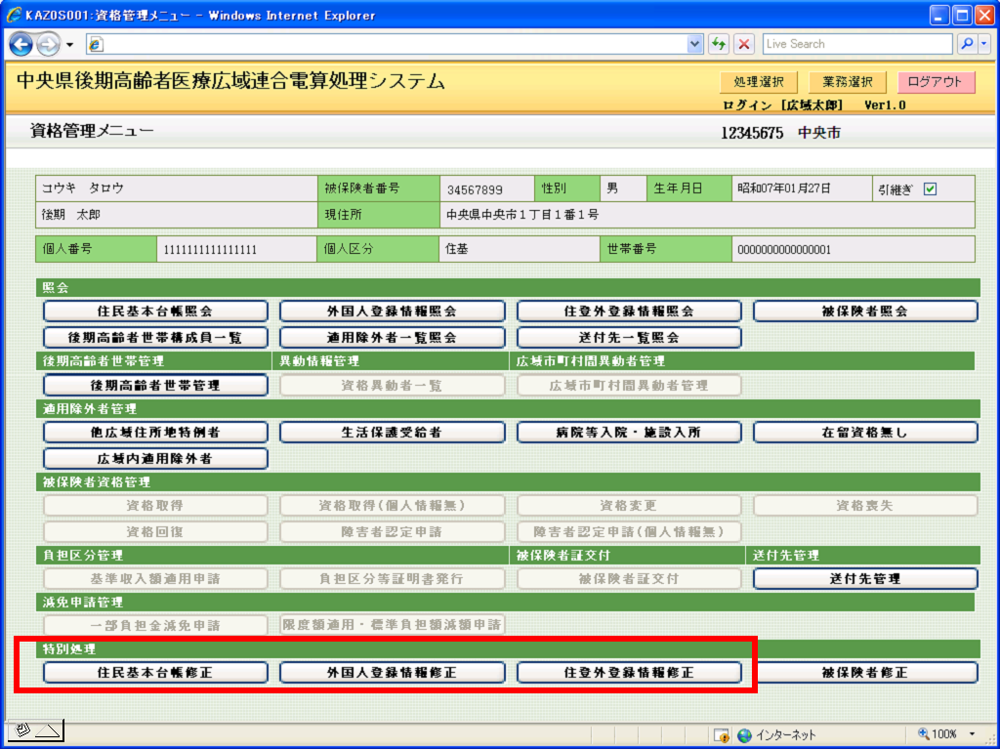 KAZOS001:資格管理メニュー - Windows Internet Explorer
Live Search
中央県後期高齢者医療広域連合電算処理システム
処理選択 業務選択 ログアウト
ログイン [広域太郎] Ver1.0
資格管理メニュー
12345675 中央市
コウキ タロウ 被保険者番号 34567899 性別 男 生年月日 昭和07年01月27日 引継ぎ
後期 太郎 現住所 中央県中央市1丁目1番1号
個人番号 111111111111111 個人区分 住基 世帯番号 000000000000001
照会
住民基本台帳照会 外国人登録情報照会 住登外登録情報照会 被保険者照会
後期高齢者世帯構成員一覧 適用除外者一覧照会 送付先一覧照会
後期高齢者世帯管理 異動情報管理 広域市町村間異動者管理
後期高齢者世帯管理 資格異動者一覧 広域市町村間異動者管理
適用除外者管理
他広域住所地特例者 生活保護受給者 病院等入院・施設入所 在留資格無し
広域内適用除外者
被保険者資格管理
資格取得 資格取得(個人情報無) 資格変更 資格喪失
資格回復 障害者認定申請 障害者認定申請(個人情報無)
負担区分管理 被保険者証交付 送付先管理
基準収入額適用申請 負担区分等証明書発行 被保険者証交付 送付先管理
減免申請管理
一部負担金減免申請 限度額適用・標準負担額減額申請
特別処理
住民基本台帳修正 外国人登録情報修正 住登外登録情報修正 被保険者修正
インターネット 100%